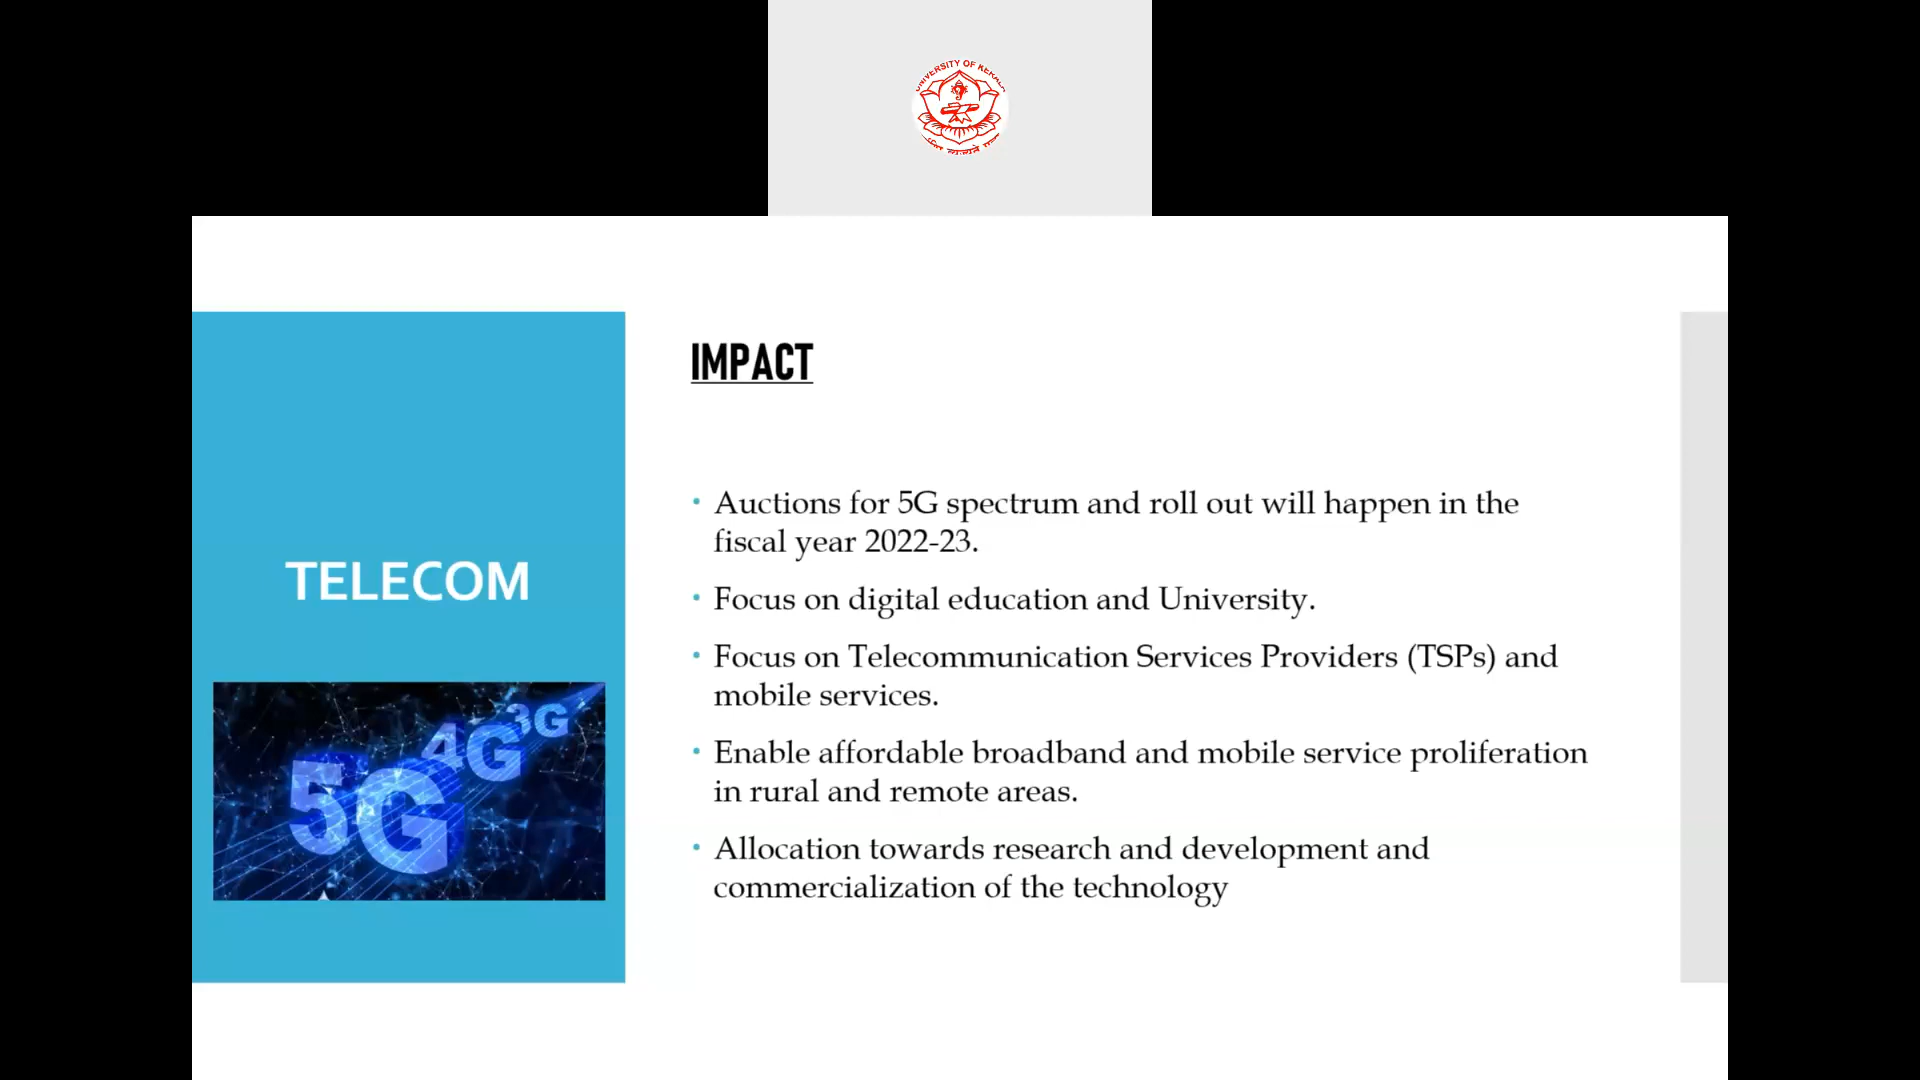 UNIVERSITY OF KERALA
IMPACT
Auctions for 5G spectrum and roll out will happen in the
fiscal year 2022-23.
Focus on digital education and University.
TELECOM
Focus on Telecommunication Services Providers (TSPs) and
mobile services.
3G
4G
5G
Enable affordable broadband and mobile service proliferation
in rural and remote areas.
Allocation towards research and development and
commercialization of the technology